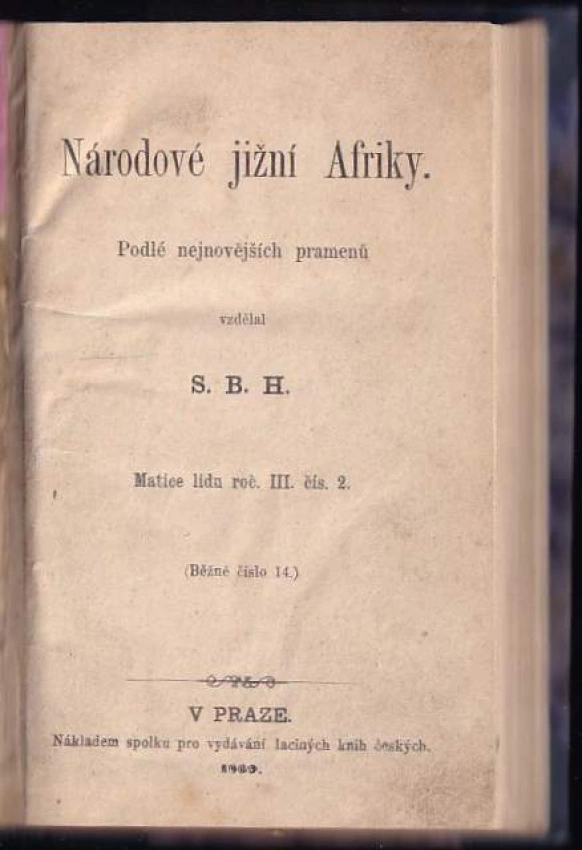 Národové jižní Afriky.
Podlé nejnovějších pramenů
vzdělal
S. B. H.
Matice lidu roč. III. čís. 2.
(Běžné číslo 14.)
V PRAZE.
Nákladem spolku pro vydávání laciných knih českých.
1869.